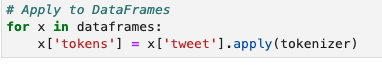 # Apply to DataFrames
for x in dataframes:
    x['tokens'] = x['tweet'].apply(tokenizer)